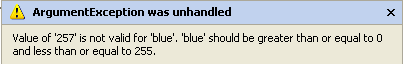 ArgumentException was unhandled
Value of '257' is not valid for 'blue'. 'blue' should be greater than or equal to 0
and less than or equal to 255.